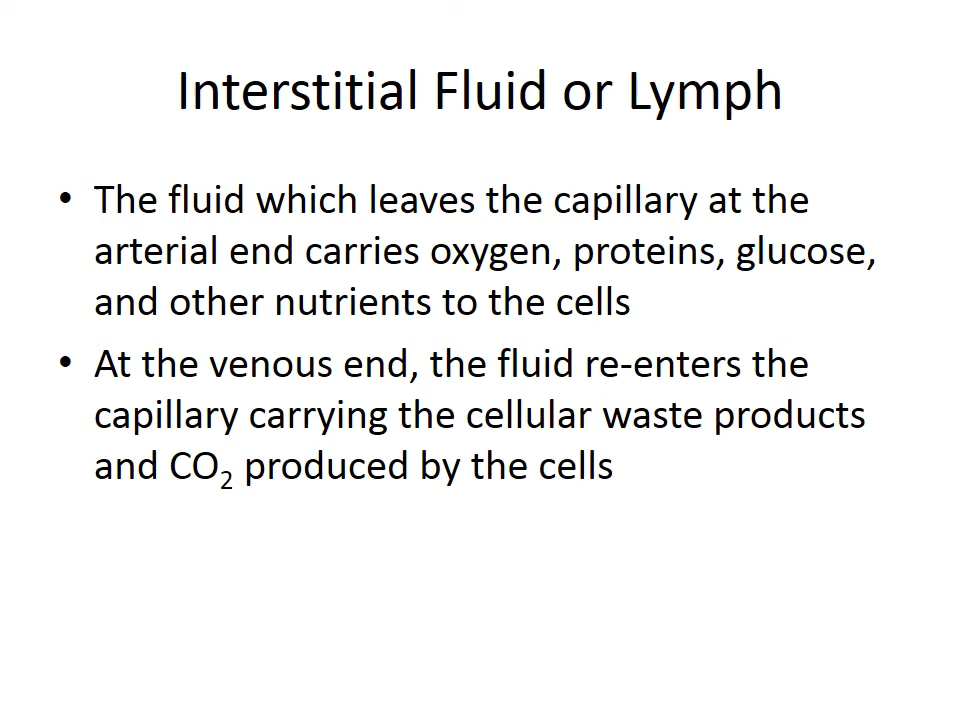 Interstitial Fluid or Lymph
• The fluid which leaves the capillary at the
arterial end carries oxygen, proteins, glucose,
and other nutrients to the cells
• At the venous end, the fluid re-enters the
capillary carrying the cellular waste products
and CO₂ produced by the cells